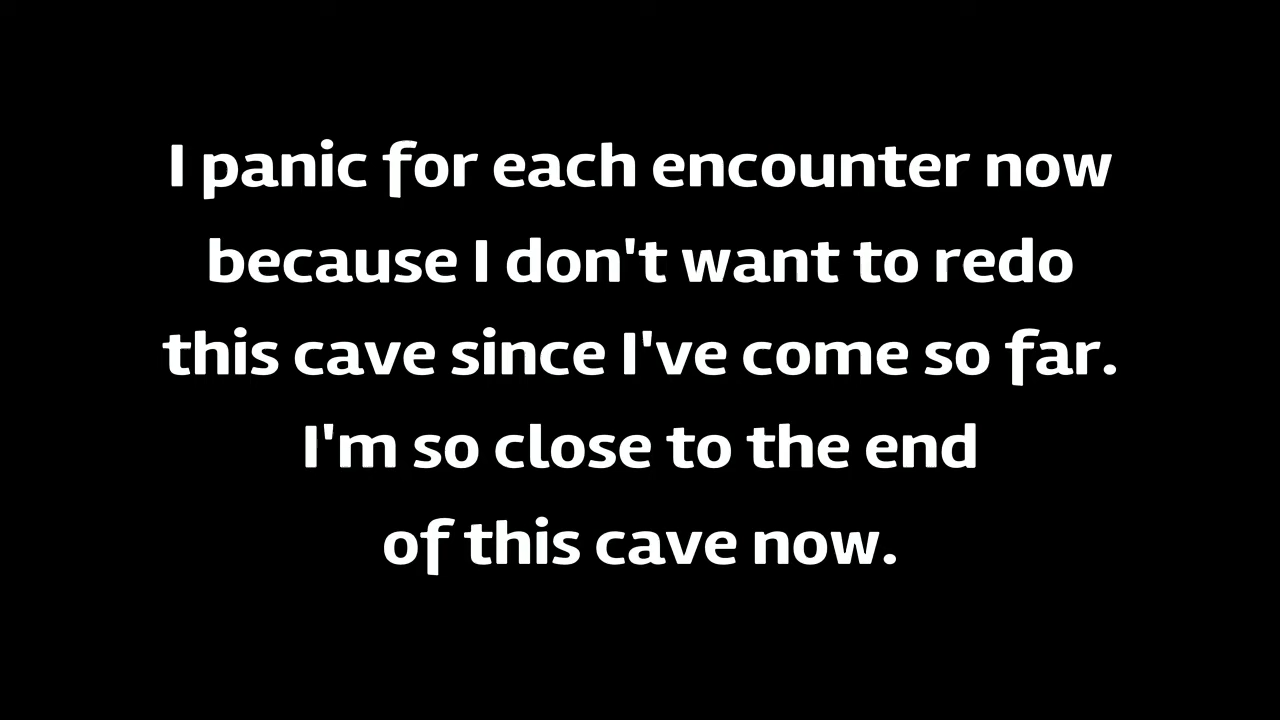 I panic for each encounter now
because I don't want to redo
this cave since I've come so far.
I'm so close to the end
of this cave now.